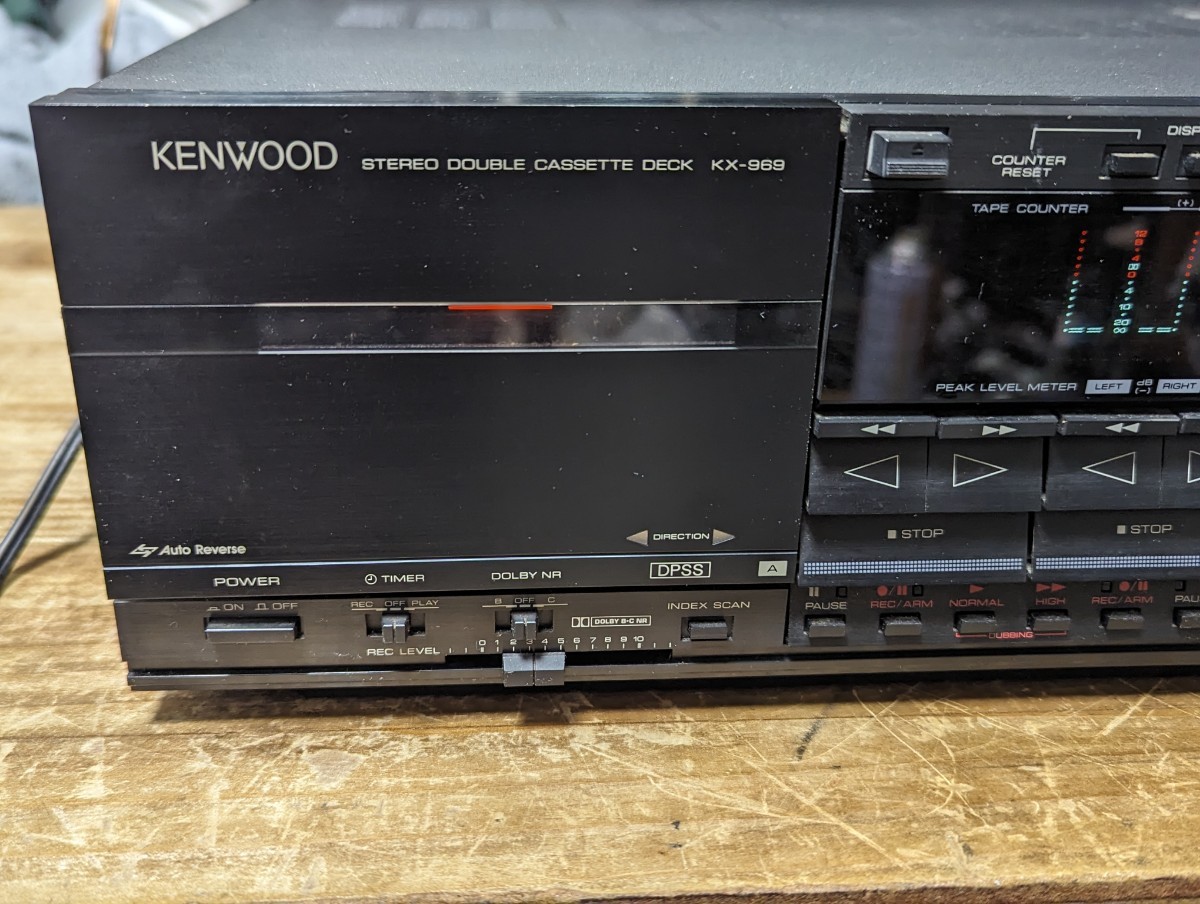 KENWOOD STEREO DOUBLE CASSETTE DECK KX-969
COUNTER
RESET
DISP
TAPE COUNTER
(+)
PEAK LEVEL METER LEFT dB (-) RIGHT
STOP
STOP
Auto Reverse
DIRECTION
DPSS
A
POWER
ON OFF
TIMER
REC OFF PLAY
DOLBY NR
B OFF C
DOLBY B-C NR
INDEX SCAN
REC LEVEL
0 1 2 3 4 5 6 7 8 9 10
PAUSE
REC/ARM
NORMAL
HIGH
DUBBING
REC/ARM
PAU